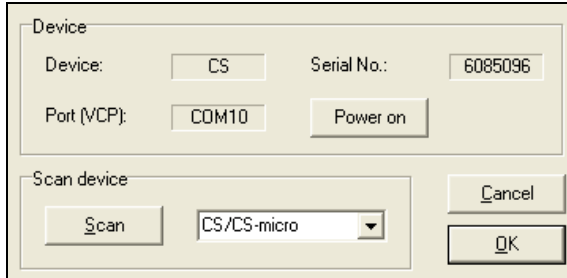 Device
Device: CS Serial No.: 6085096
Port (VCP): COM10 Power on
Scan device
Scan CS/CS-micro
Cancel
OK